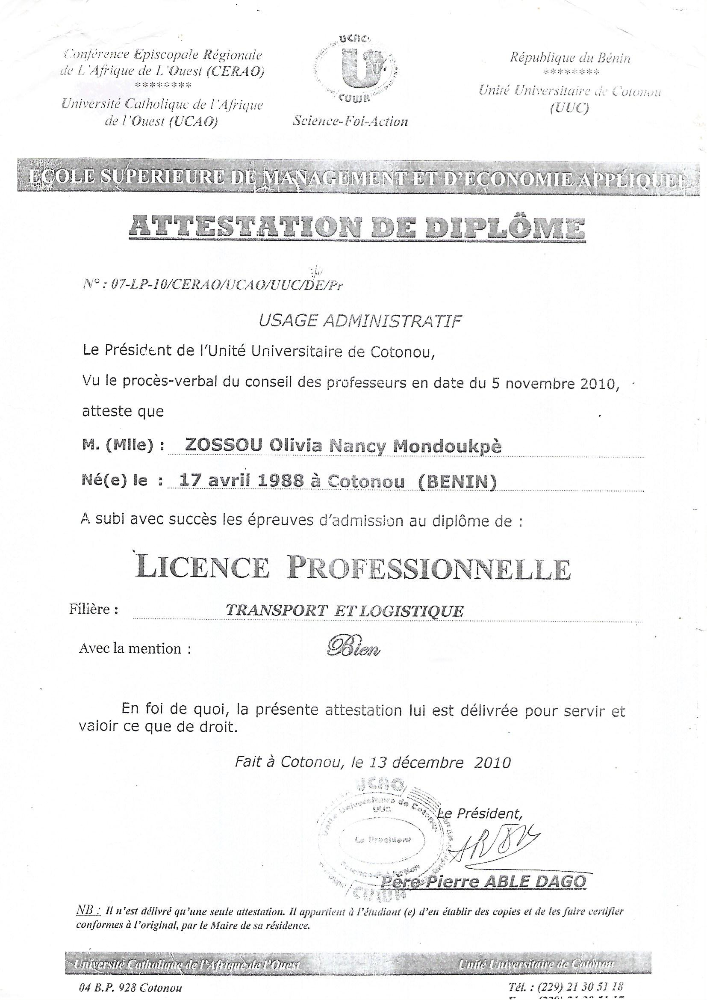 Conférence Episcopale Régionale
de L'Afrique de L'Ouest (CERAO)
********
Université Catholique de l'Afrique
de l'Ouest (UCAO)
UCAO
U
CUWA
Science-Foi-Action
République du Bénin
********
Unité Universitaire de Cotonou
(UUC)
ECOLE SUPERIEURE DE MANAGEMENT ET D'ECONOMIE APPLIQUEE
ATTESTATION DE DIPLÔME
N° : 07-LP-10/CERAO/UCAO/UUC/DE/Pr
USAGE ADMINISTRATIF
Le Président de l'Unité Universitaire de Cotonou,
Vu le procès-verbal du conseil des professeurs en date du 5 novembre 2010,
atteste que
M. (Mlle) : ZOSSOU Olivia Nancy Mondoukpè
Né(e) le : 17 avril 1988 à Cotonou (BENIN)
A subi avec succès les épreuves d'admission au diplôme de :
LICENCE PROFESSIONNELLE
Filière : TRANSPORT ET LOGISTIQUE
Avec la mention : Bien
En foi de quoi, la présente attestation lui est délivrée pour servir et
valoir ce que de droit.
Fait à Cotonou, le 13 décembre 2010
UCAO
Unité Universitaire de Cotonou
UUC
Le President
Science-Foi-Action
CUWA
Le Président,
Père Pierre ABLE DAGO
NB : Il n'est délivré qu'une seule attestation. Il appartient à l'étudiant (e) d'en établir des copies et de les faire certifier
conformes à l'original, par le Maire de sa résidence.
Université Catholique de l'Afrique de l'Ouest
Unité Universitaire de Cotonou
04 B.P. 928 Cotonou
Tél. : (229) 21 30 51 18